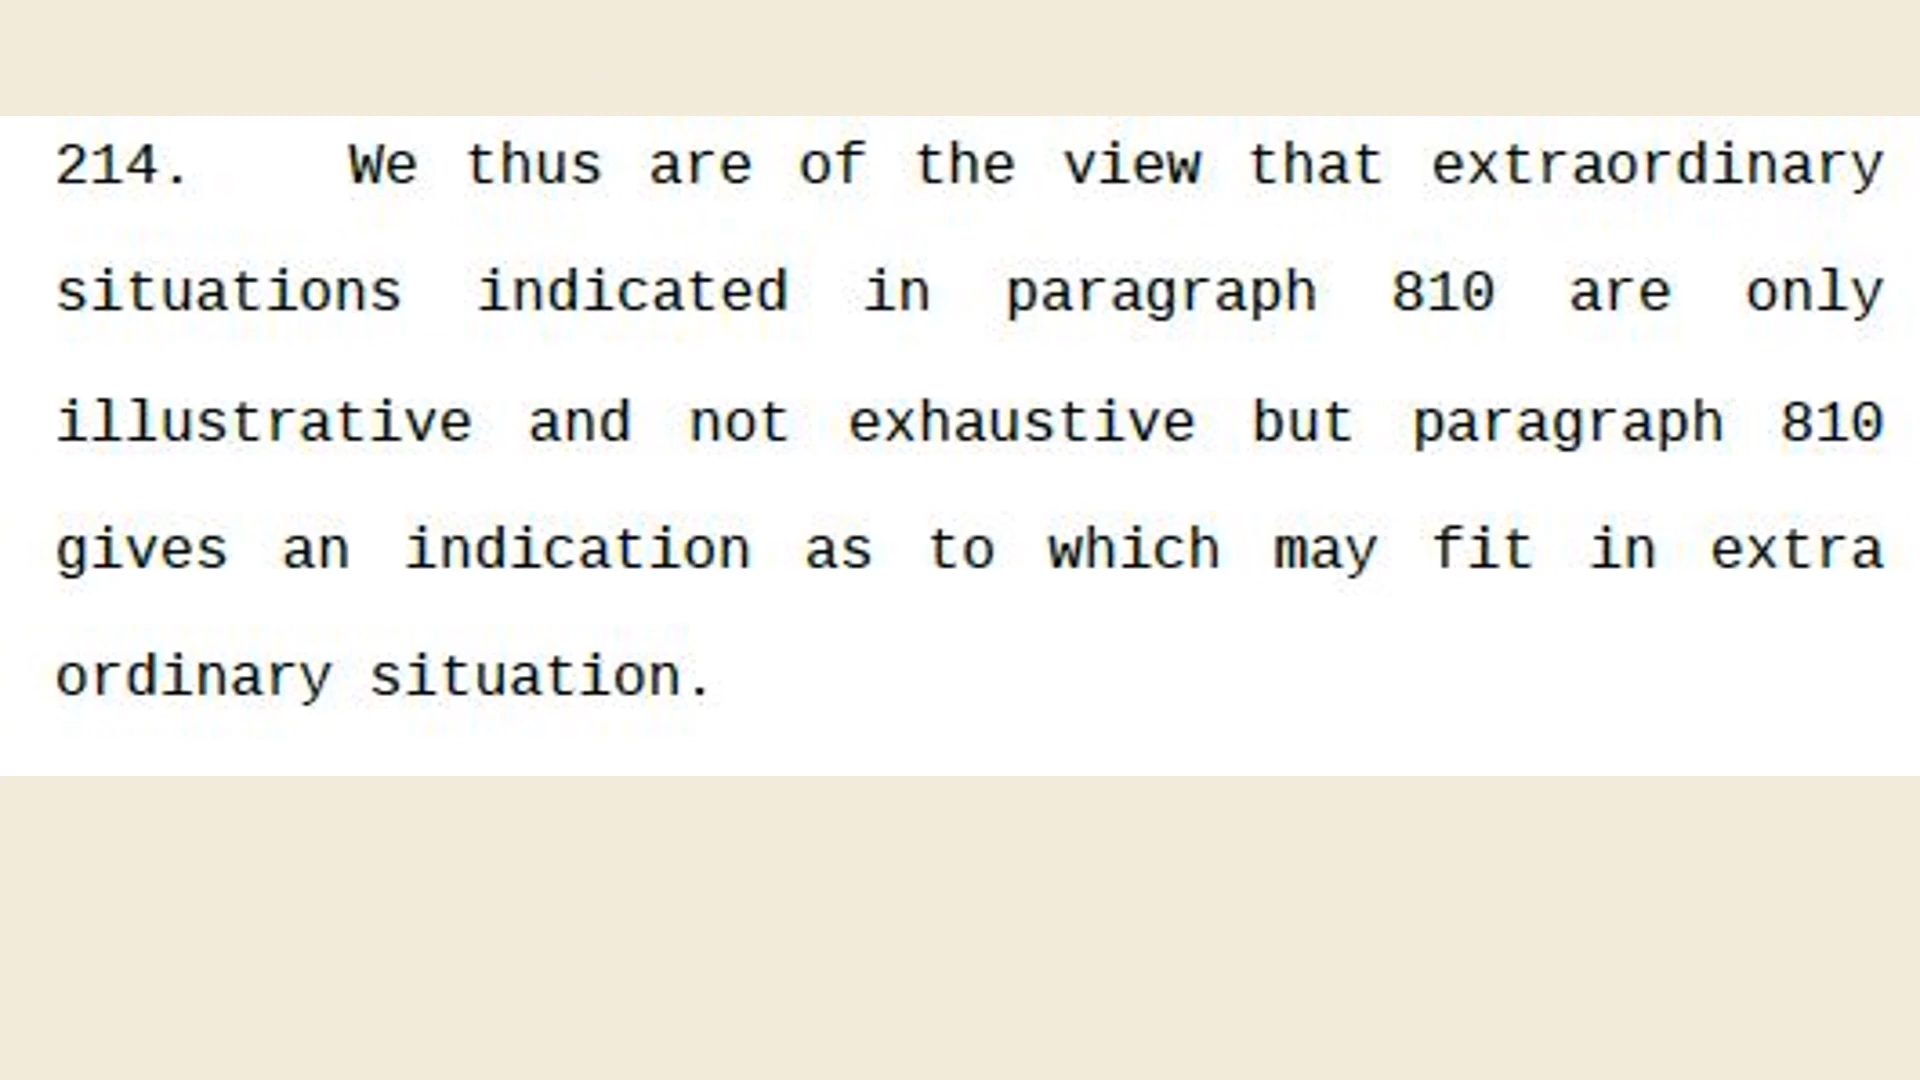 214. We thus are of the view that extraordinary
situations indicated in paragraph 810 are only
illustrative and not exhaustive but paragraph 810
gives an indication as to which may fit in extra
ordinary situation.